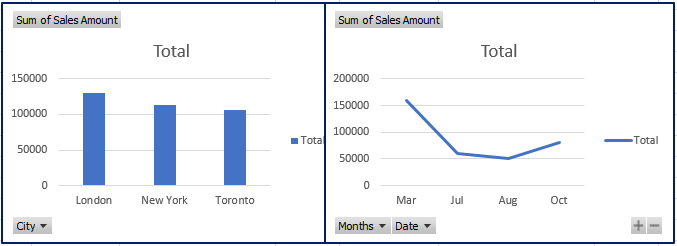 Sum of Sales Amount
Total
150000
100000
50000
0
London New York Toronto
Total
City
Sum of Sales Amount
Total
200000
150000
100000
50000
0
Mar Jul Aug Oct
Total
Months Date